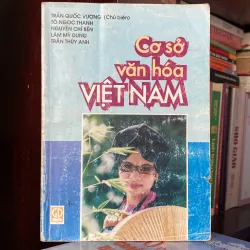 TRẦN QUỐC VƯỢNG (Chủ biên)
TÔ NGỌC THANH
NGUYỄN CHÍ BỀN
LÂM MỸ DUNG
TRẦN THÚY ANH
Cơ sở
văn hóa
VIỆT NAM